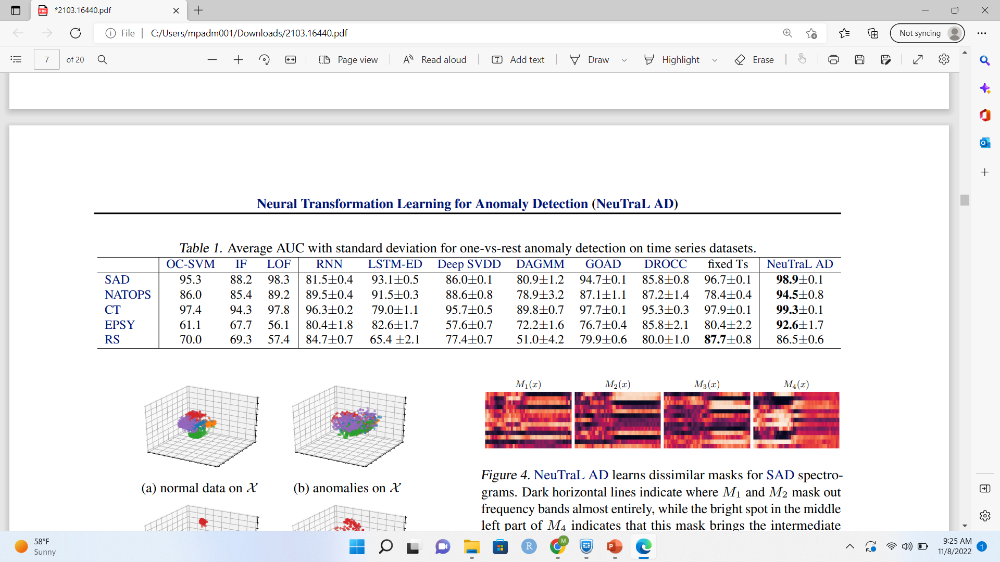 *2103.16440.pdf
File
C:/Users/mpadm001/Downloads/2103.16440.pdf
Not syncing
7 of 20
Page view
Read aloud
Add text
Draw
Highlight
Erase
Neural Transformation Learning for Anomaly Detection (NeuTraL AD)
Table 1. Average AUC with standard deviation for one-vs-rest anomaly detection on time series datasets.
OC-SVM IF LOF RNN LSTM-ED Deep SVDD DAGMM GOAD DROCC fixed Ts NeuTraL AD
SAD 95.3 88.2 98.3 81.5±0.4 93.1±0.5 86.0±0.1 80.9±1.2 94.7±0.1 85.8±0.8 96.7±0.1 98.9±0.1
NATOPS 86.0 85.4 89.2 89.5±0.4 91.5±0.3 88.6±0.8 78.9±3.2 87.1±1.1 87.2±1.4 78.4±0.4 94.5±0.8
CT 97.4 94.3 97.8 96.3±0.2 79.0±1.1 95.7±0.5 89.8±0.7 97.7±0.1 95.3±0.3 97.9±0.1 99.3±0.1
EPSY 61.1 67.7 56.1 80.4±1.8 82.6±1.7 57.6±0.7 72.2±1.6 76.7±0.4 85.8±2.1 80.4±2.2 92.6±1.7
RS 70.0 69.3 57.4 84.7±0.7 65.4 ±2.1 77.4±0.7 51.0±4.2 79.9±0.6 80.0±1.0 87.7±0.8 86.5±0.6
(a) normal data on 𝒳
(b) anomalies on 𝒳
M₁(x) M₂(x) M₃(x) M₄(x)
Figure 4. NeuTraL AD learns dissimilar masks for SAD spectro-
grams. Dark horizontal lines indicate where M₁ and M₂ mask out
frequency bands almost entirely, while the bright spot in the middle
left part of M₄ indicates that this mask brings the intermediate
58°F
Sunny
9:25 AM
11/8/2022
1